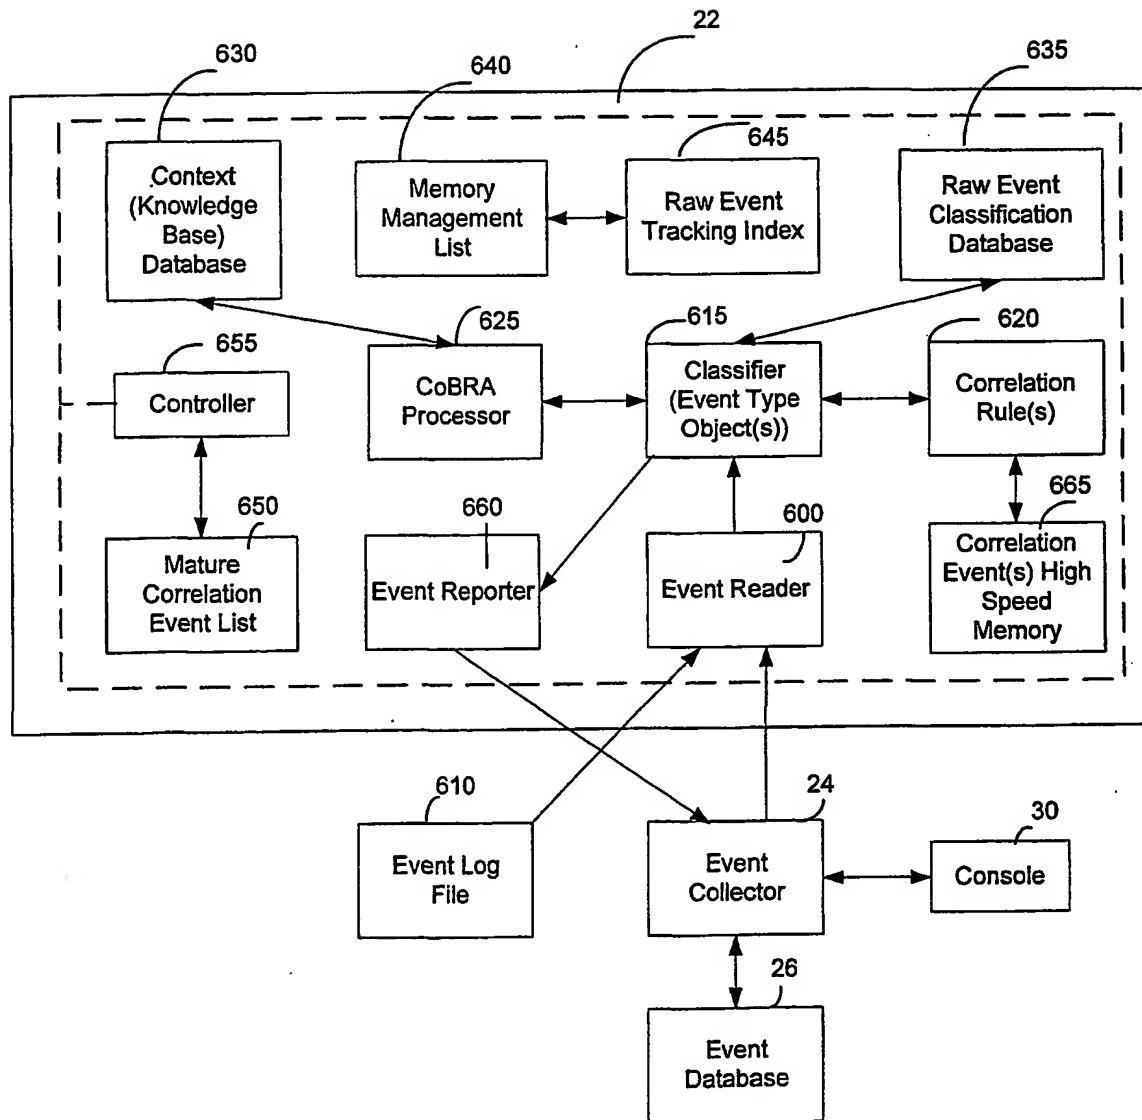 22
630
640
635
645
Context
(Knowledge
Base)
Database
Memory
Management
List
Raw Event
Tracking Index
Raw Event
Classification
Database
655
625
615
620
Controller
CoBRA
Processor
Classifier
(Event Type
Object(s))
Correlation
Rule(s)
650
660
600
665
Mature
Correlation
Event List
Event Reporter
Event Reader
Correlation
Event(s) High
Speed
Memory
610
24
30
Event Log
File
Event
Collector
Console
26
Event
Database